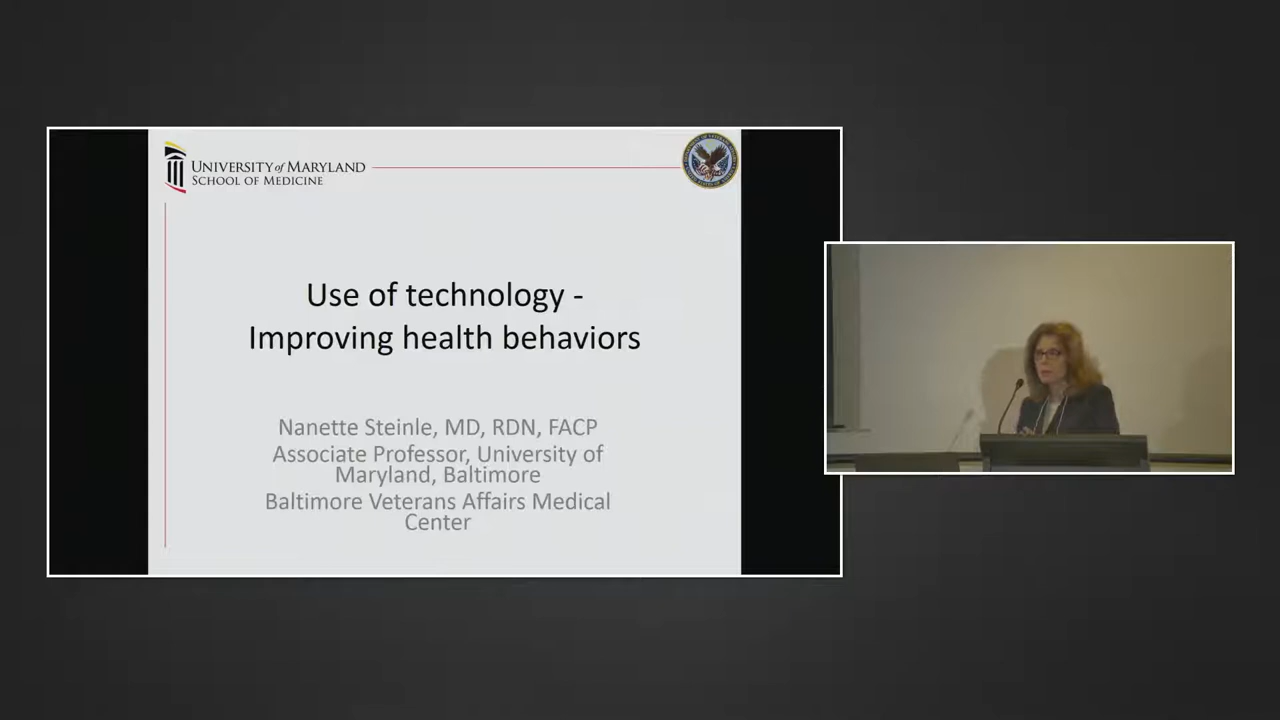 UNIVERSITY of MARYLAND
SCHOOL OF MEDICINE
Use of technology -
Improving health behaviors
Nanette Steinle, MD, RDN, FACP
Associate Professor, University of
Maryland, Baltimore
Baltimore Veterans Affairs Medical
Center